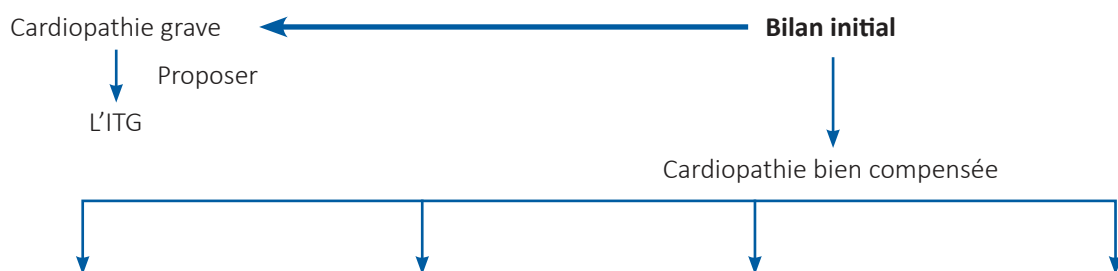 Cardiopathie grave
Bilan initial
Proposer
L’ITG
Cardiopathie bien compensée